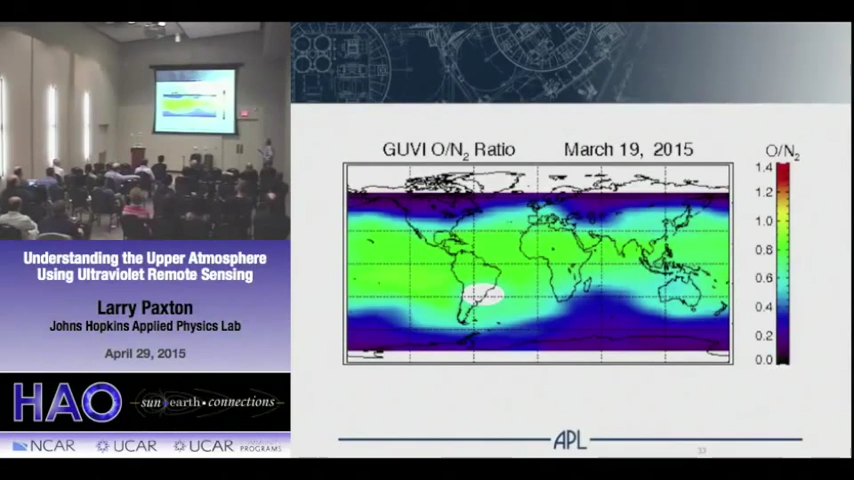 GUVI O/N2 Ratio March 19, 2015
O/N2
1.4
1.2
1.0
0.8
0.6
0.4
0.2
0.0
APL
33
Understanding the Upper Atmosphere
Using Ultraviolet Remote Sensing
Larry Paxton
Johns Hopkins Applied Physics Lab
April 29, 2015
HAO sun earth • connections
NCAR UCAR UCAR PROGRAMS